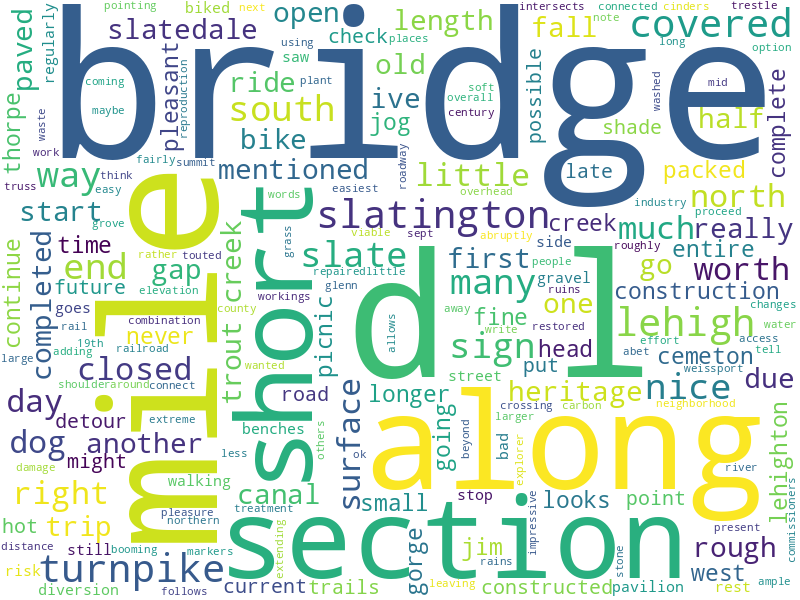 pointing
biked
next
intersects
connected
cinders
trestle
note
option
places
long
regularly
paved
slatedale
open
check
using
length
fall
covered
bridge
coming
maybe
pleasant
reproduction
saw
plant
ride
old
ive
jog
soft
overall
century
possible
washed
mid
shade
half
complete
thorpe
waste
work
south
bike
truss
think
fairly
summit
mentioned
roadway
little
late
packed
way
easy
easiest
overhead
industry
north
proceed
start
grove
words
slatington
creek
much
really
rather
touted
mile
short
grass
viable
sept
abruptly
side
roughly
entire
time
slate
first
people
end
gap
elevation
trout creek
repairedlittle
many
gravel
go
worth
continue
completed
future
county
workings
glenn
away
ruins
construction
changes
goes
combination
dl
write
fine
one
restored
water
rail
19th
never
allows
sign
lehigh
large
adding
railroad
wanted
picnic
effort
access
tell
closed
connect
road
head
put
abet
cemeton
due
shoulderaround
street
weissport
longer
heritage
nice
day
extreme
surface
benches
along
crossing
carbon
neighborhood
detour
larger
dog
another
less
others
going
beyond
bad
explorer
river
lehighton
might
ok
damage
walking
looks
point
right
pleasure
canal
small
stop
impressive
commissioners
hot
trip
northern
treatment
section
gorge
jim
present
rough
distance
still
booming
markers
extending
rains
stone
west
risk
turnpike
leaving
pavilion
diversion
follows
current
trails
constructed
rest
ample